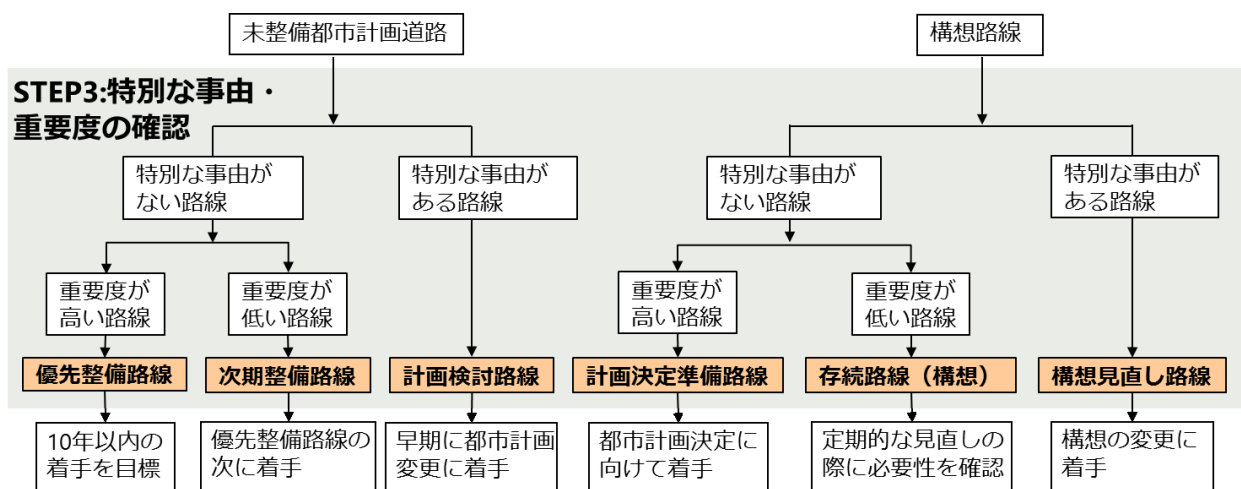 未整備都市計画道路
構想路線
STEP3:特別な事由・
重要度の確認
特別な事由が
ない路線
特別な事由が
ある路線
特別な事由が
ない路線
特別な事由が
ある路線
重要度が
高い路線
重要度が
低い路線
重要度が
高い路線
重要度が
低い路線
優先整備路線
次期整備路線
計画検討路線
計画決定準備路線
存続路線（構想）
構想見直し路線
10年以内の
着手を目標
優先整備路線の
次に着手
早期に都市計画
変更に着手
都市計画決定に
向けて着手
定期的な見直しの
際に必要性を確認
構想の変更に
着手